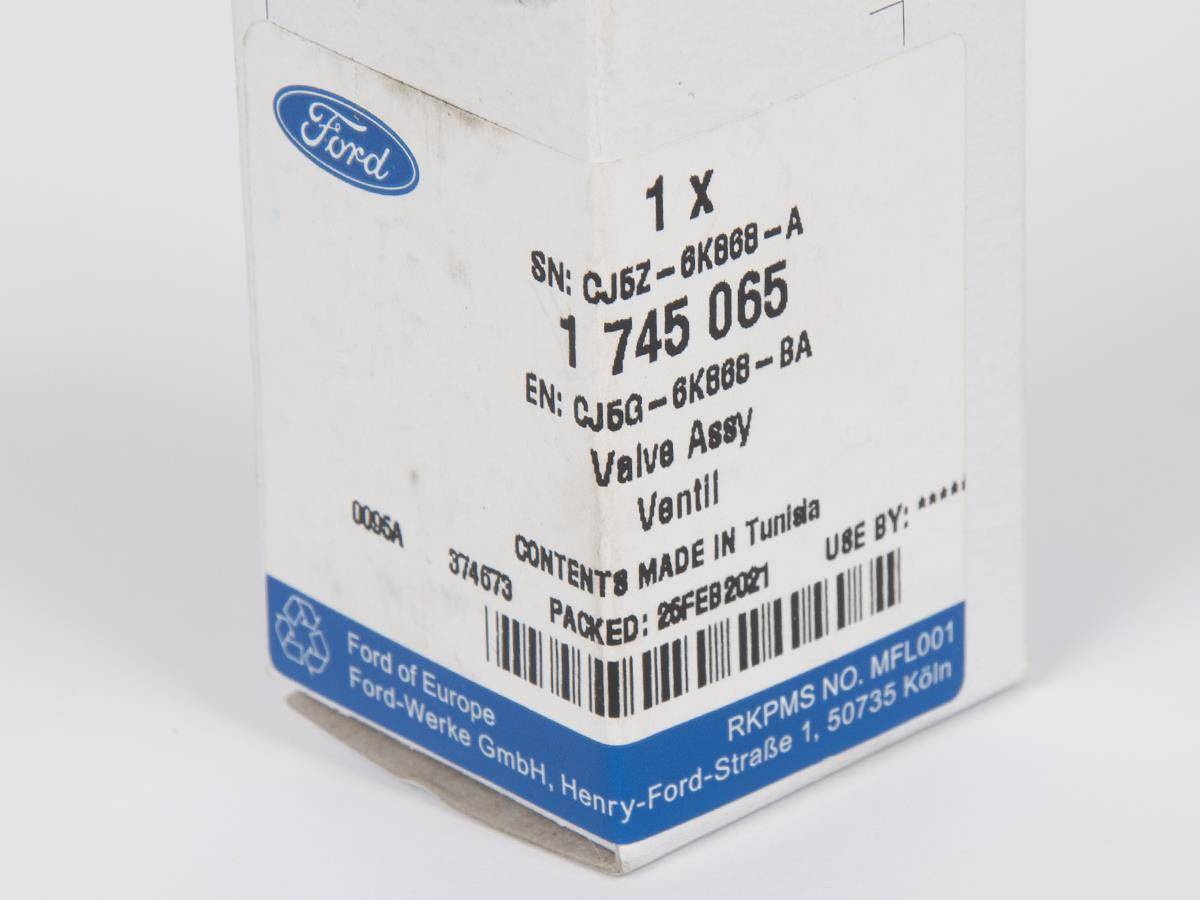 Ford
1 X
SN: CJ5Z-6K868-A
1 745 065
EN: CJ5G-6K868-BA
Valve Assy
Ventil
0095A
CONTENTS MADE IN Tunisia
374673
PACKED: 25FEB2021
USE BY: *****
Ford of Europe
RKPMS NO. MFL001
Ford-Werke GmbH, Henry-Ford-Straße 1, 50735 Köln